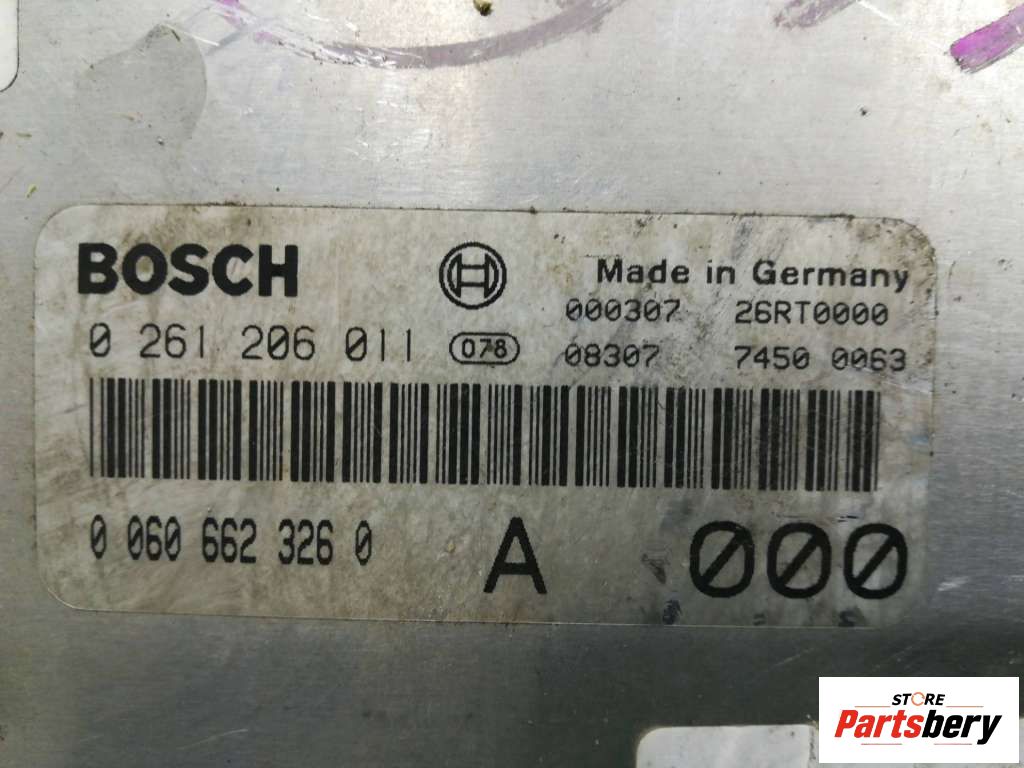 BOSCH Made in Germany
000307 26RT0000
0 261 206 011 078 08307 7450 0063
0 060 662 326 0 A 000
STORE
Partsbery